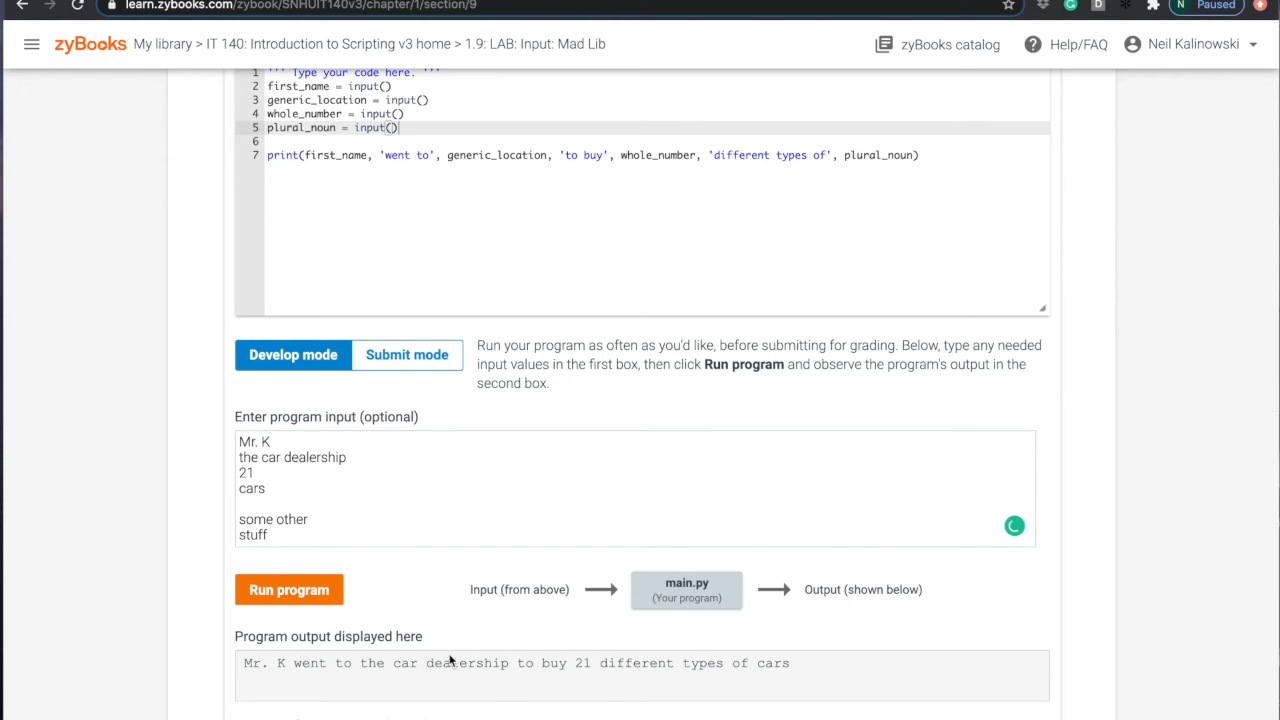 learn.zybooks.com/zybook/SNHUIT140v3/chapter/1/section/9
D
N Paused
zyBooks My library > IT 140: Introduction to Scripting v3 home > 1.9: LAB: Input: Mad Lib
zyBooks catalog
Help/FAQ
Neil Kalinowski
1 ''' Type your code here. '''
2 first_name = input()
3 generic_location = input()
4 whole_number = input()
5 plural_noun = input()
6
7 print(first_name, 'went to', generic_location, 'to buy', whole_number, 'different types of', plural_noun)
Develop mode Submit mode
Run your program as often as you'd like, before submitting for grading. Below, type any needed
input values in the first box, then click Run program and observe the program's output in the
second box.
Enter program input (optional)
Mr. K
the car dealership
21
cars
some other
stuff
Run program
Input (from above)
main.py
(Your program)
Output (shown below)
Program output displayed here
Mr. K went to the car dealership to buy 21 different types of cars